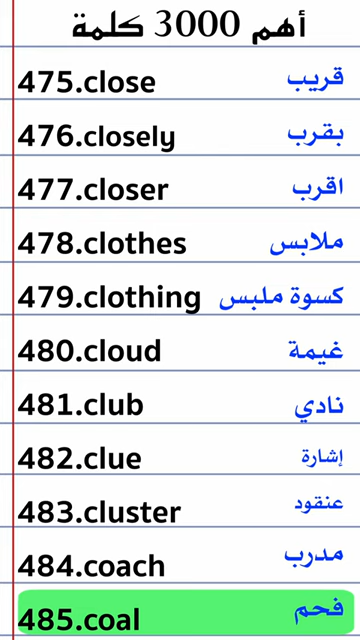 أهم 3000 كلمة
475.close قريب
476.closely بقرب
477.closer اقرب
478.clothes ملابس
479.clothing كسوة ملبس
480.cloud غيمة
481.club نادي
482.clue إشارة
483.cluster عنقود
484.coach مدرب
485.coal فحم